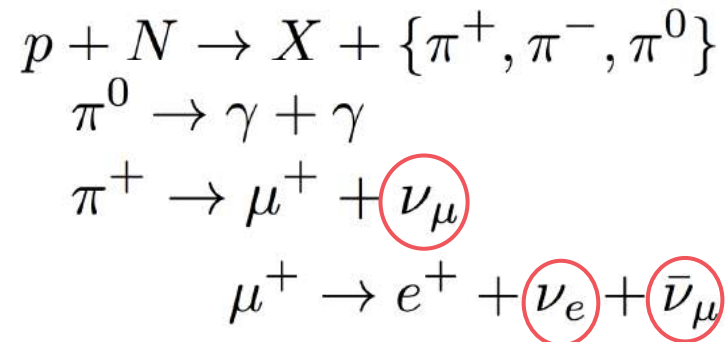 p + N → X + {π⁺, π⁻, π⁰}
π⁰ → γ + γ
π⁺ → μ⁺ + ν_μ
μ⁺ → e⁺ + ν_e + ν̄_μ